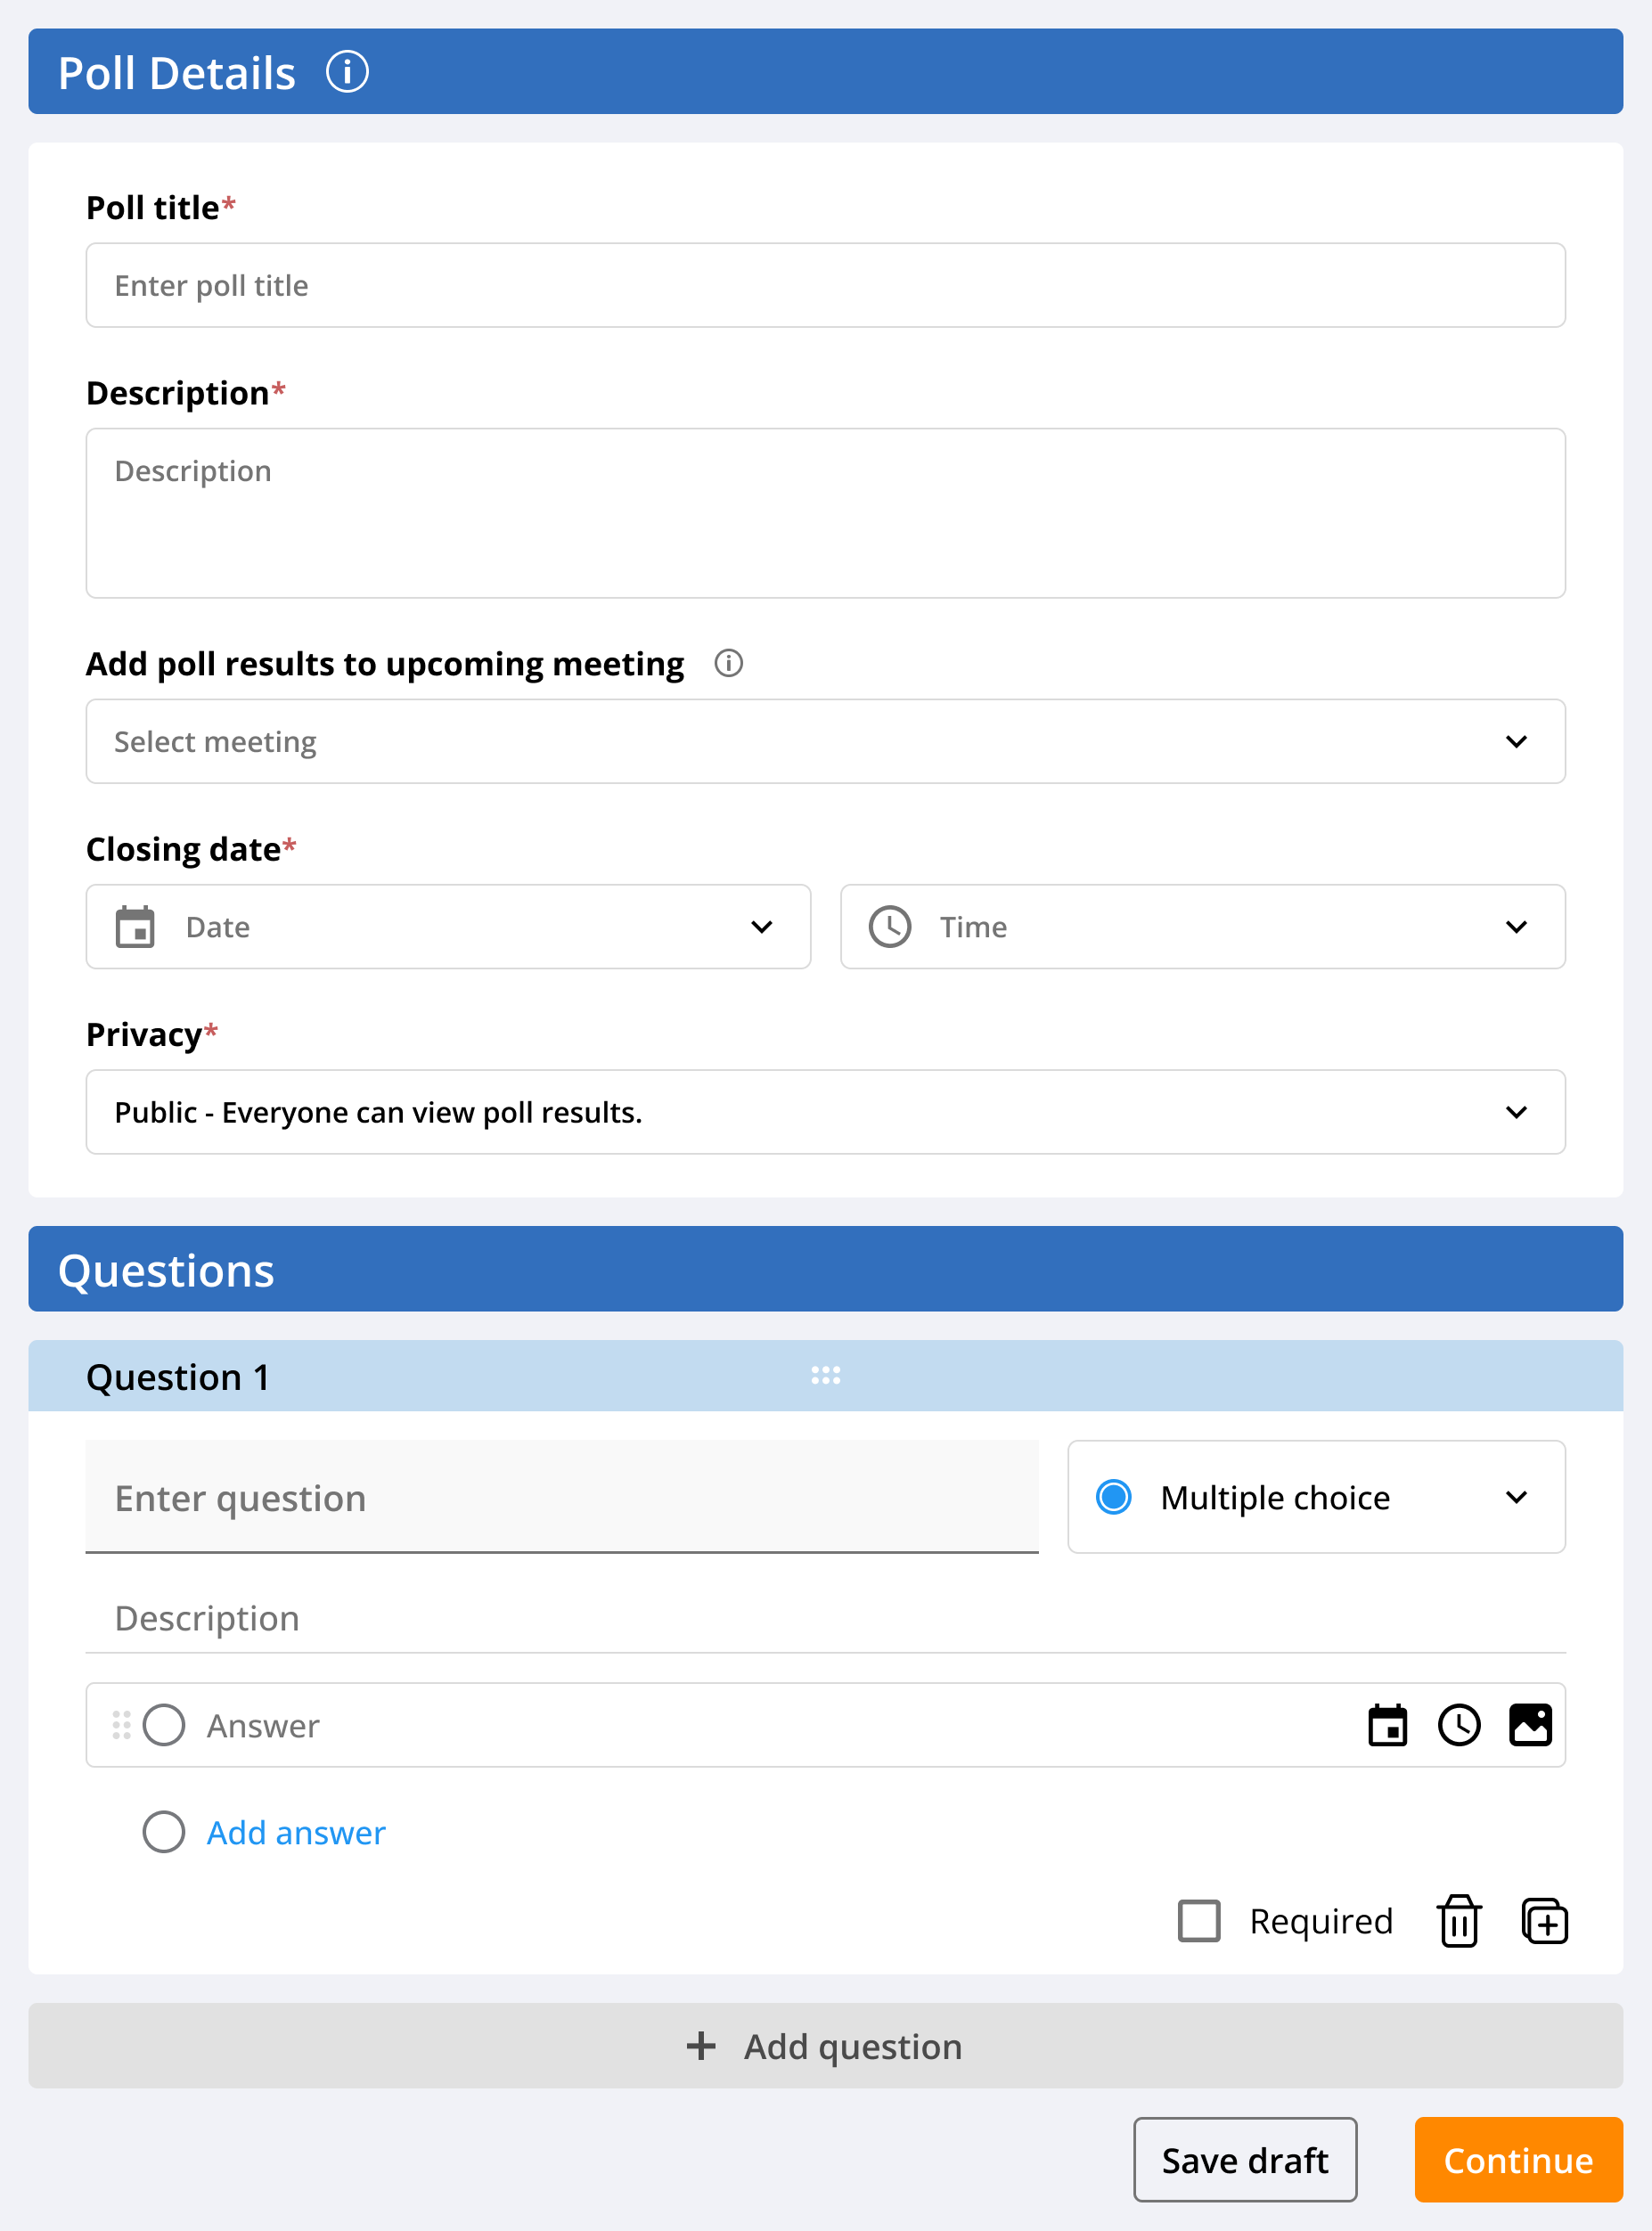 Poll Details
Poll title*
Enter poll title
Description*
Description
Add poll results to upcoming meeting
Select meeting
Closing date*
Date Time
Privacy*
Public - Everyone can view poll results.
Questions
Question 1
Enter question Multiple choice
Description
Answer
Add answer
Required
+ Add question
Save draft Continue